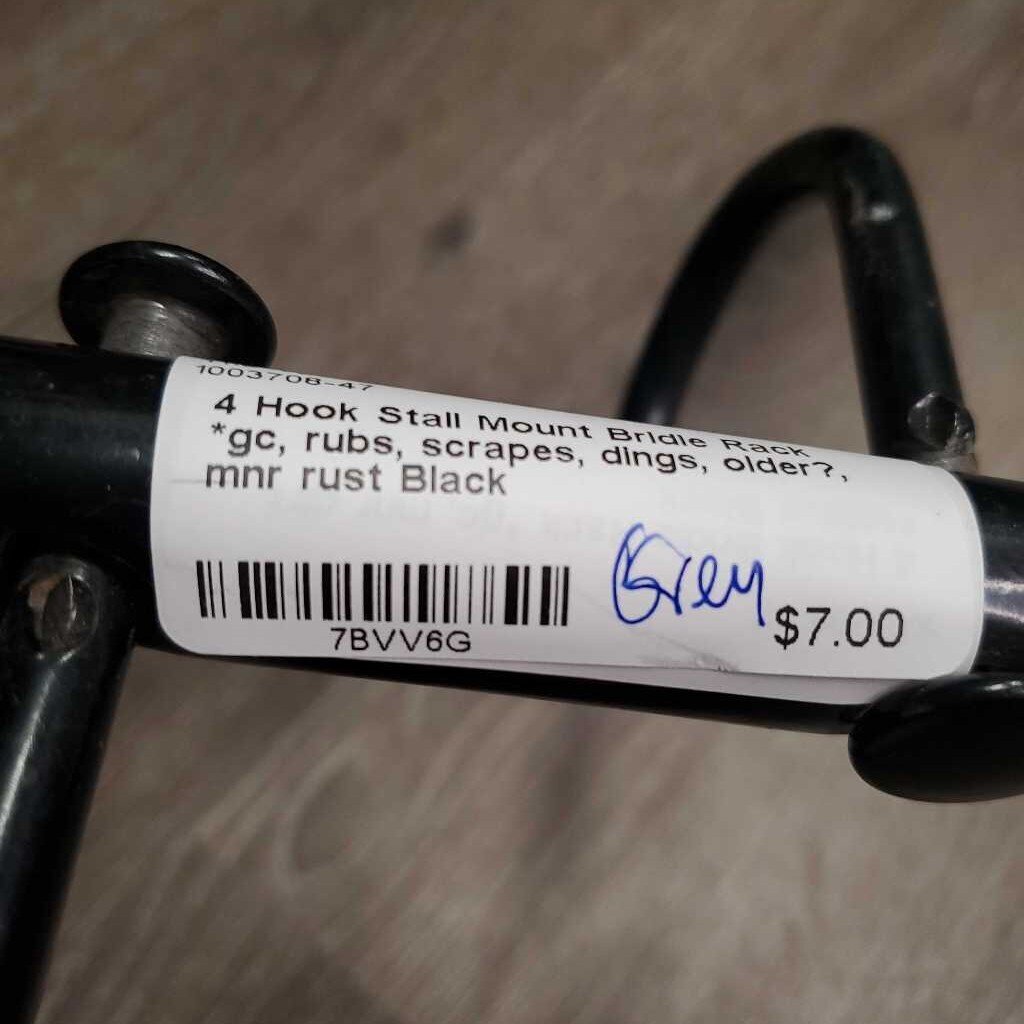 1003708-47
4 Hook Stall Mount Bridle Rack
*gc, rubs, scrapes, dings, older?,
mnr rust Black
Grey
$7.00
7BVV6G